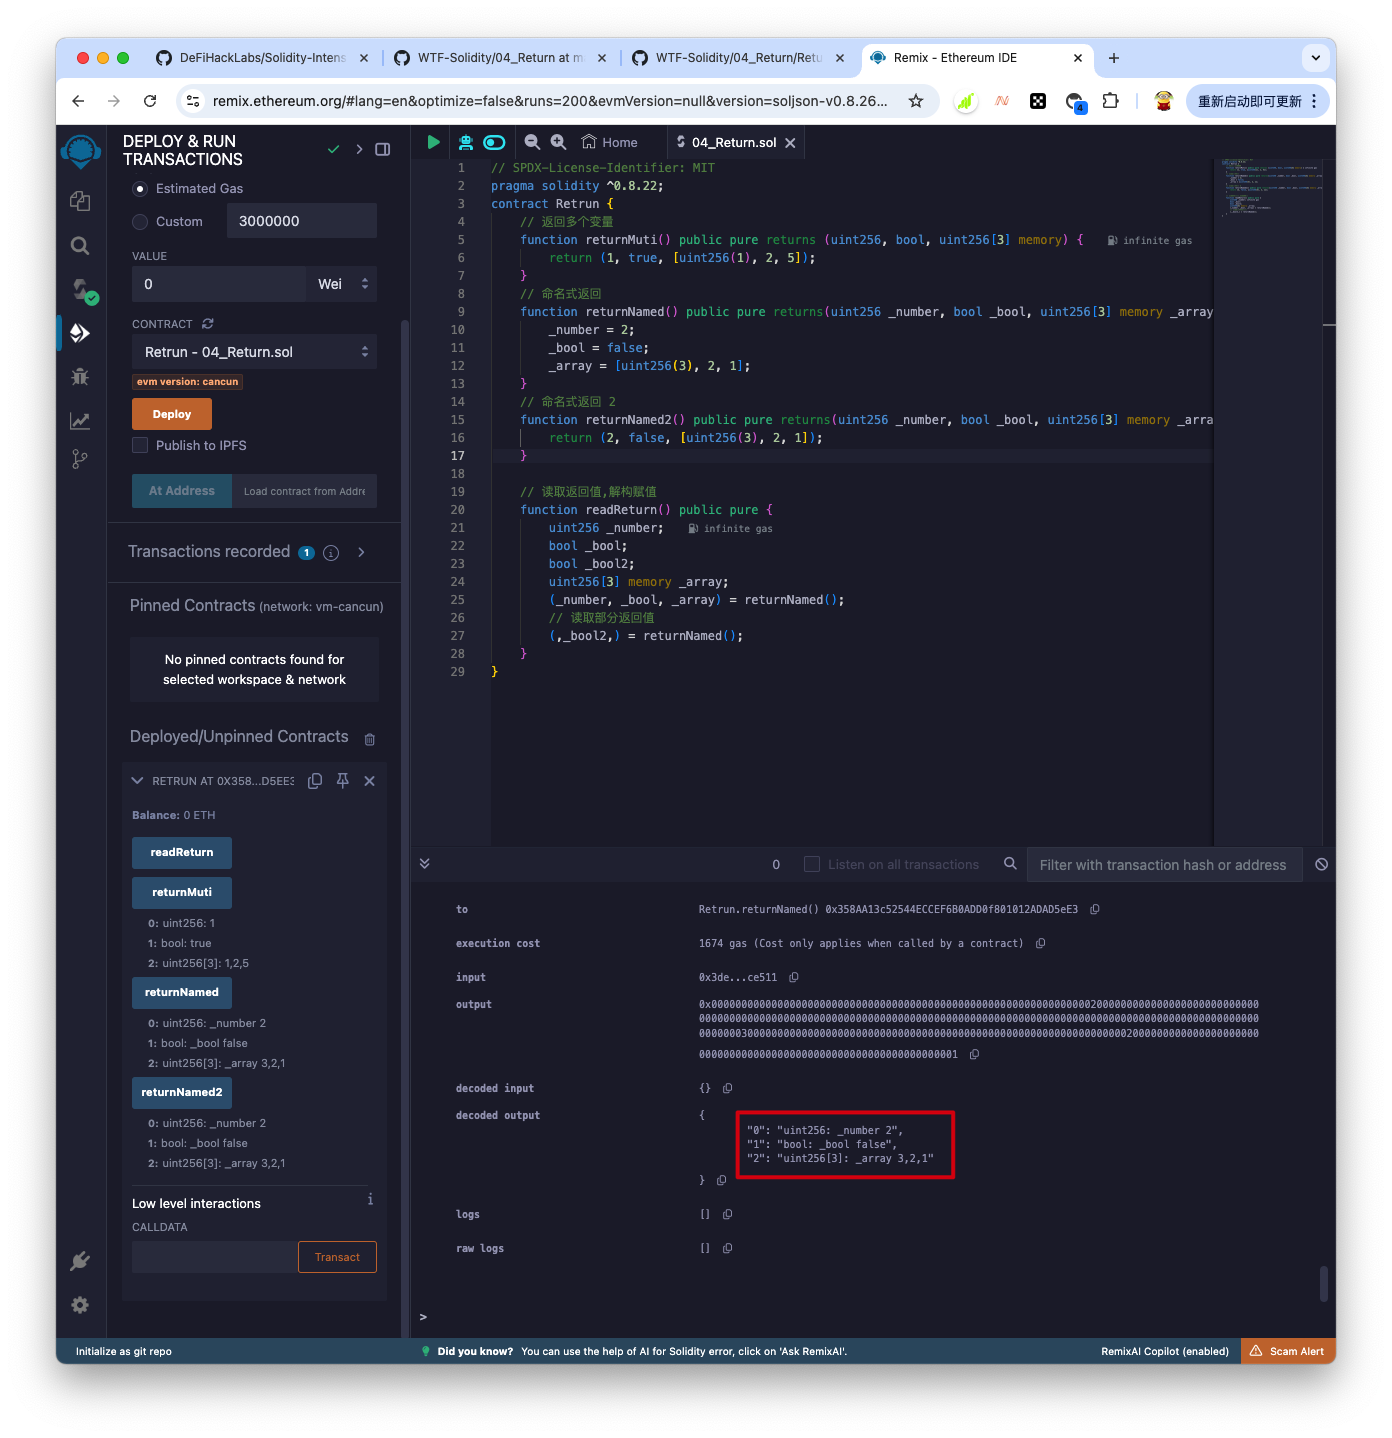 DeFiHackLabs/Solidity-Intens
WTF-Solidity/04_Return at m
WTF-Solidity/04_Return/Retu
Remix - Ethereum IDE
remix.ethereum.org/#lang=en&optimize=false&runs=200&evmVersion=null&version=soljson-v0.8.26...
4
重新启动即可更新
DEPLOY & RUN
TRANSACTIONS
Estimated Gas
Custom
3000000
VALUE
0
Wei
CONTRACT
Retrun - 04_Return.sol
evm version: cancun
Deploy
Publish to IPFS
At Address
Load contract from Addre
Transactions recorded 1 i
Pinned Contracts (network: vm-cancun)
No pinned contracts found for
selected workspace & network
Deployed/Unpinned Contracts
RETRUN AT 0X358...D5EE3
Balance: 0 ETH
readReturn
returnMuti
0: uint256: 1
1: bool: true
2: uint256[3]: 1,2,5
returnNamed
0: uint256: _number 2
1: bool: _bool false
2: uint256[3]: _array 3,2,1
returnNamed2
0: uint256: _number 2
1: bool: _bool false
2: uint256[3]: _array 3,2,1
Low level interactions
i
CALLDATA
Transact
Home
04_Return.sol
1 // SPDX-License-Identifier: MIT
2 pragma solidity ^0.8.22;
3 contract Retrun {
4 // 返回多个变量
5 function returnMuti() public pure returns (uint256, bool, uint256[3] memory) { infinite gas
6 return (1, true, [uint256(1), 2, 5]);
7 }
8 // 命名式返回
9 function returnNamed() public pure returns(uint256 _number, bool _bool, uint256[3] memory _array
10 _number = 2;
11 _bool = false;
12 _array = [uint256(3), 2, 1];
13 }
14 // 命名式返回 2
15 function returnNamed2() public pure returns(uint256 _number, bool _bool, uint256[3] memory _arra
16 return (2, false, [uint256(3), 2, 1]);
17 }
18
19 // 读取返回值,解构赋值
20 function readReturn() public pure {
21 uint256 _number; infinite gas
22 bool _bool;
23 bool _bool2;
24 uint256[3] memory _array;
25 (_number, _bool, _array) = returnNamed();
26 // 读取部分返回值
27 (,_bool2,) = returnNamed();
28 }
29 }
0
Listen on all transactions
Filter with transaction hash or address
to
Retrun.returnNamed() 0x358AA13c52544ECCEF6B0ADD0f801012ADAD5eE3
execution cost
1674 gas (Cost only applies when called by a contract)
input
0x3de...ce511
output
decoded input
{}
decoded output
{
"0": "uint256: _number 2",
"1": "bool: _bool false",
"2": "uint256[3]: _array 3,2,1"
}
logs
[]
raw logs
[]
>
Initialize as git repo
Did you know? You can use the help of AI for Solidity error, click on 'Ask RemixAI'.
RemixAI Copilot (enabled)
Scam Alert